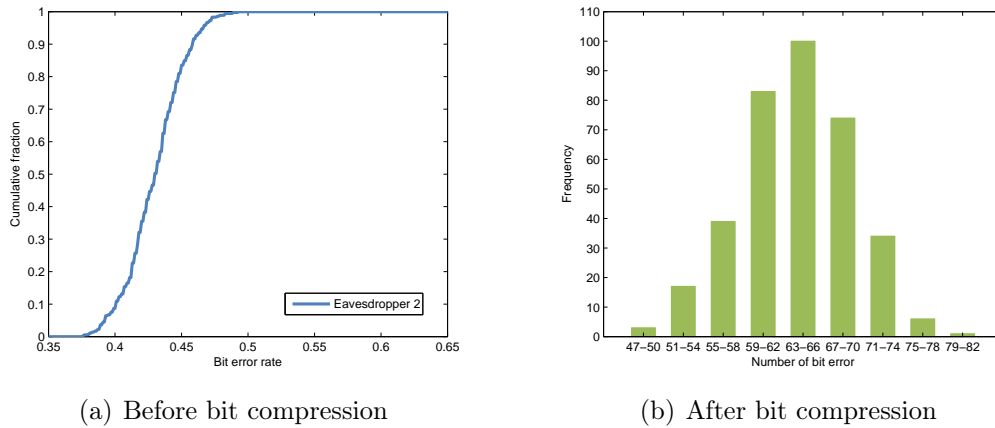 1
0.9
0.8
0.7
0.6
0.5
0.4
0.3
0.2
0.1
0
Cumulative fraction
0.35 0.4 0.45 0.5 0.55 0.6 0.65
Bit error rate
Eavesdropper 2
(a) Before bit compression
110
100
90
80
70
60
50
40
30
20
10
0
Frequency
47−50 51−54 55−58 59−62 63−66 67−70 71−74 75−78 79−82
Number of bit error
(b) After bit compression